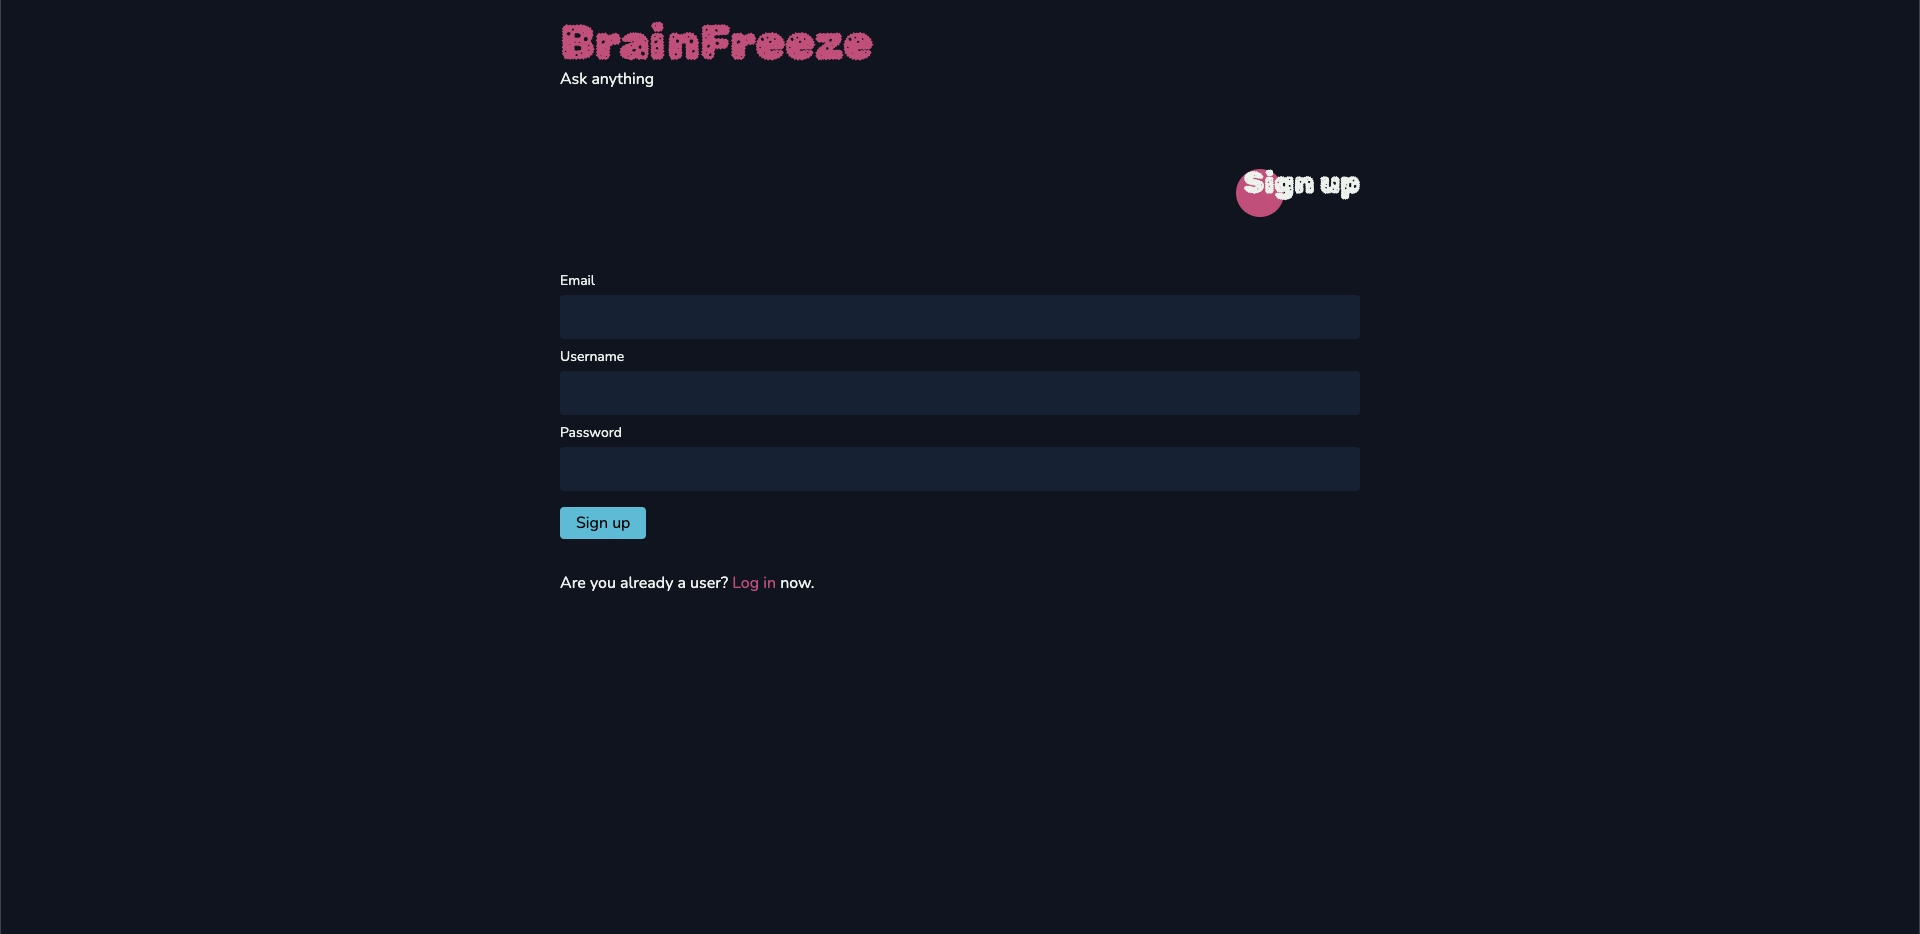 BrainFreeze
Ask anything
Sign up
Email
Username
Password
Sign up
Are you already a user? Log in now.